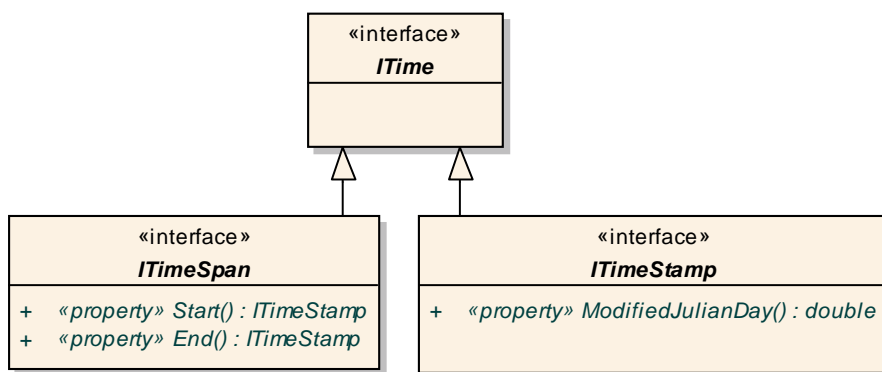 «interface»
ITime
«interface»
ITimeSpan
+ «property» Start() : ITimeStamp
+ «property» End() : ITimeStamp
«interface»
ITimeStamp
+ «property» ModifiedJulianDay() : double